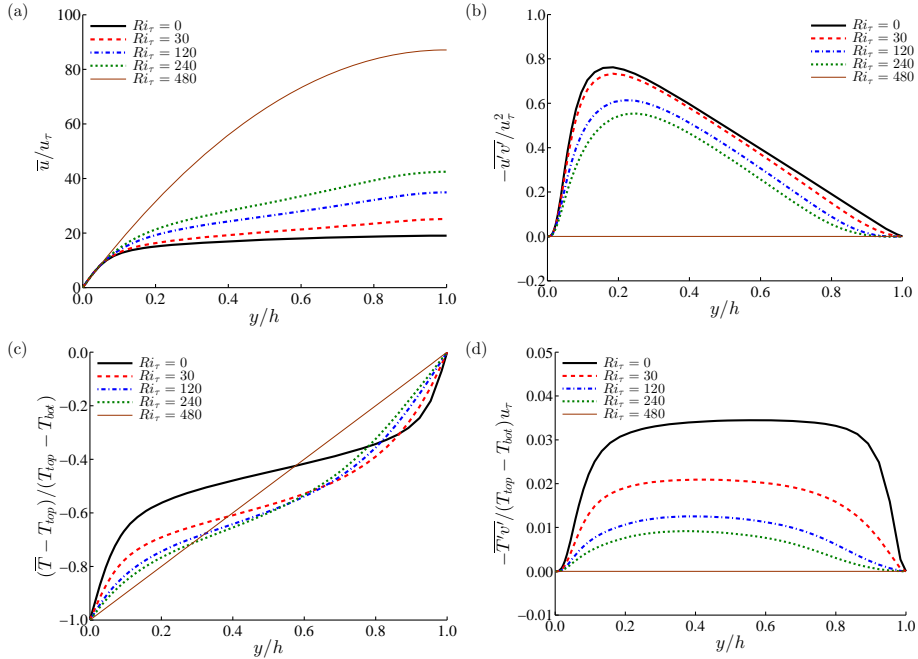 (a)
100
80
60
40
20
0
u̅/u_τ
Ri_τ = 0
Ri_τ = 30
Ri_τ = 120
Ri_τ = 240
Ri_τ = 480
0.0 0.2 0.4 0.6 0.8 1.0
y/h
(b)
1.0
0.8
0.6
0.4
0.2
0.0
−0.2
−u′v′/u_τ²
Ri_τ = 0
Ri_τ = 30
Ri_τ = 120
Ri_τ = 240
Ri_τ = 480
0.0 0.2 0.4 0.6 0.8 1.0
y/h
(c)
0.0
−0.2
−0.4
−0.6
−0.8
−1.0
(T̅ − T_top)/(T_top − T_bot)
Ri_τ = 0
Ri_τ = 30
Ri_τ = 120
Ri_τ = 240
Ri_τ = 480
0.0 0.2 0.4 0.6 0.8 1.0
y/h
(d)
0.05
0.04
0.03
0.02
0.01
0.00
−0.01
−T′v′/(T_top − T_bot)u_τ
Ri_τ = 0
Ri_τ = 30
Ri_τ = 120
Ri_τ = 240
Ri_τ = 480
0.0 0.2 0.4 0.6 0.8 1.0
y/h